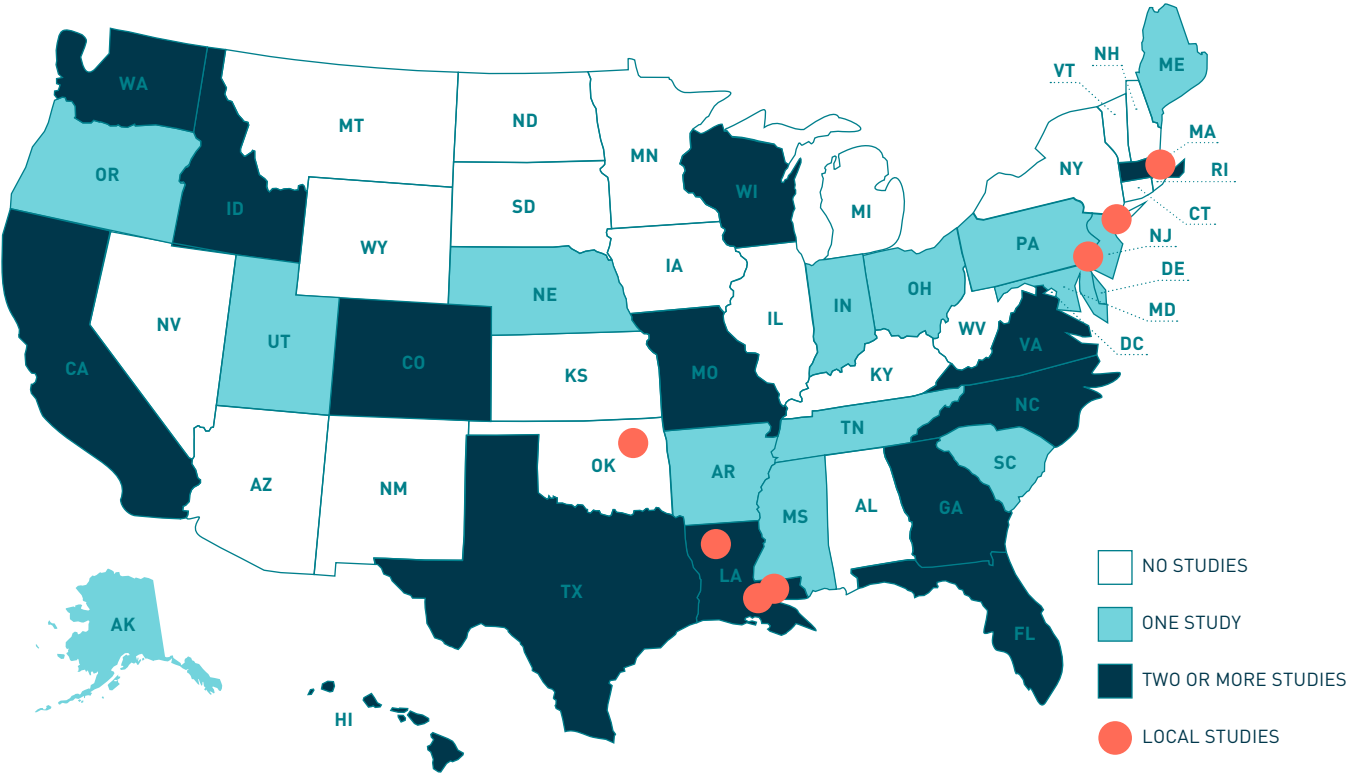 NH
VT
ME
WA
MT
ND
MN
MA
OR
NY
RI
ID
SD
WI
MI
CT
WY
PA
NJ
IA
DE
NE
IN
OH
MD
NV
IL
WV
DC
UT
CO
VA
CA
KS
MO
KY
NC
TN
OK
AR
SC
AZ
NM
MS
AL
GA
LA
TX
FL
AK
HI
NO STUDIES
ONE STUDY
TWO OR MORE STUDIES
LOCAL STUDIES